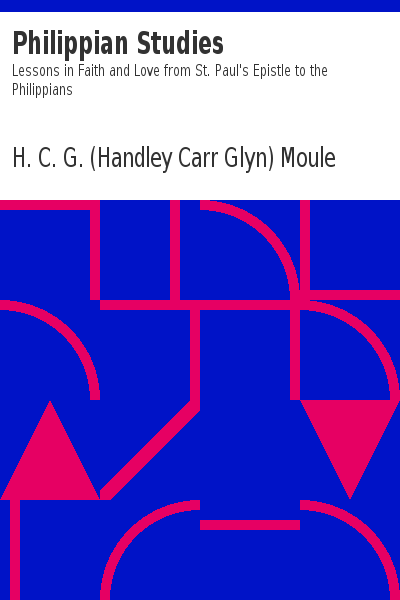 Philippian Studies
Lessons in Faith and Love from St. Paul's Epistle to the
Philippians
H. C. G. (Handley Carr Glyn) Moule